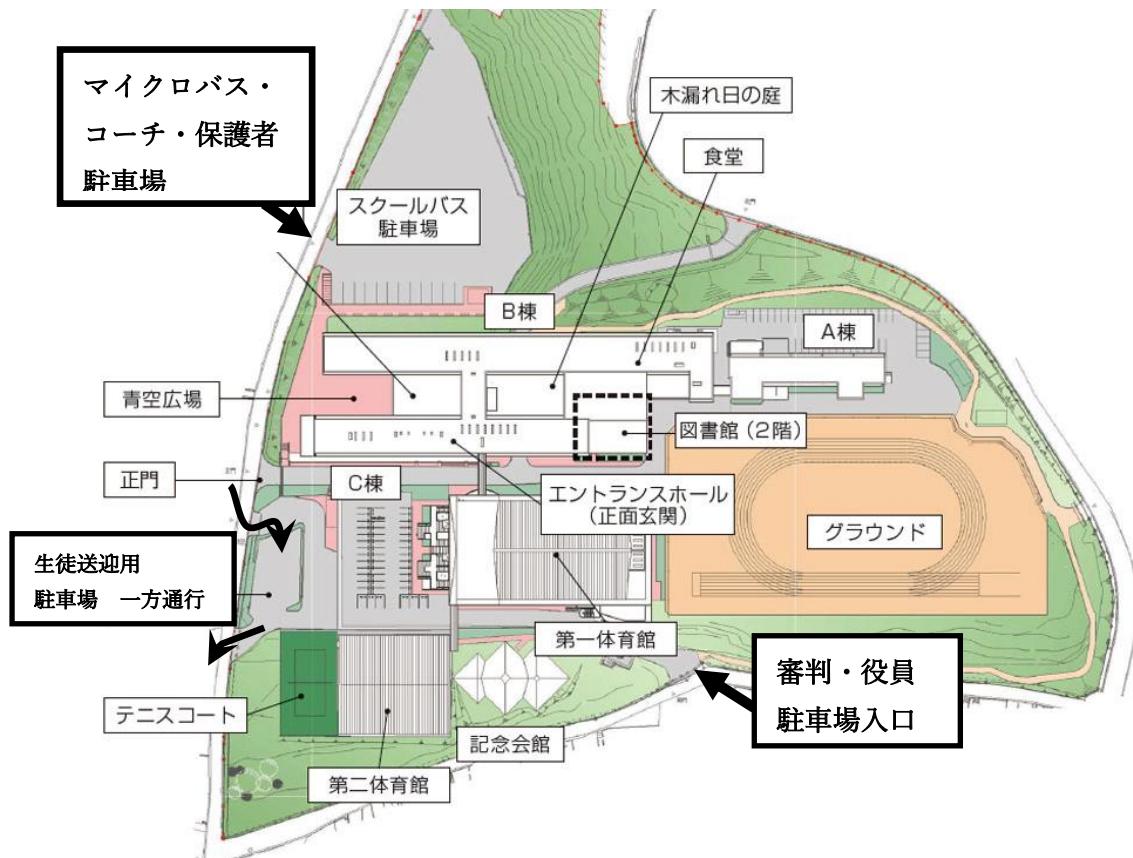 マイクロバス・
コーチ・保護者
駐車場
木漏れ日の庭
食堂
スクールバス
駐車場
B棟
A棟
青空広場
図書館（2階）
正門
C棟
エントランスホール
（正面玄関）
グラウンド
生徒送迎用
駐車場　一方通行
第一体育館
審判・役員
駐車場入口
テニスコート
記念会館
第二体育館